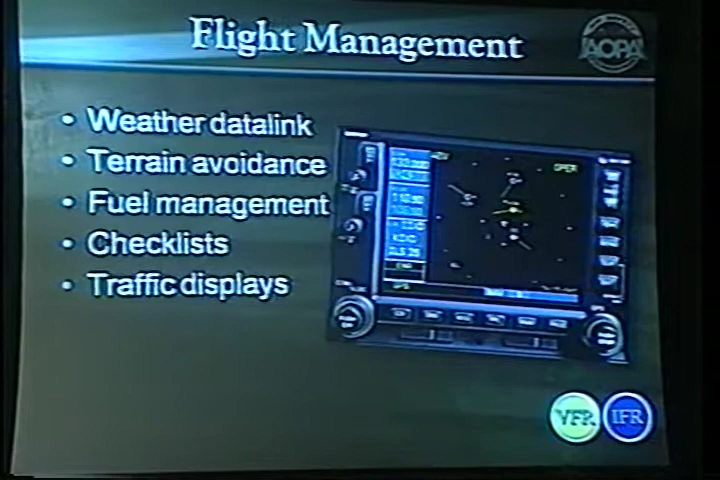 Flight Management
AOPA
• Weather datalink
• Terrain avoidance
• Fuel management
• Checklists
• Traffic displays
VFR
IFR